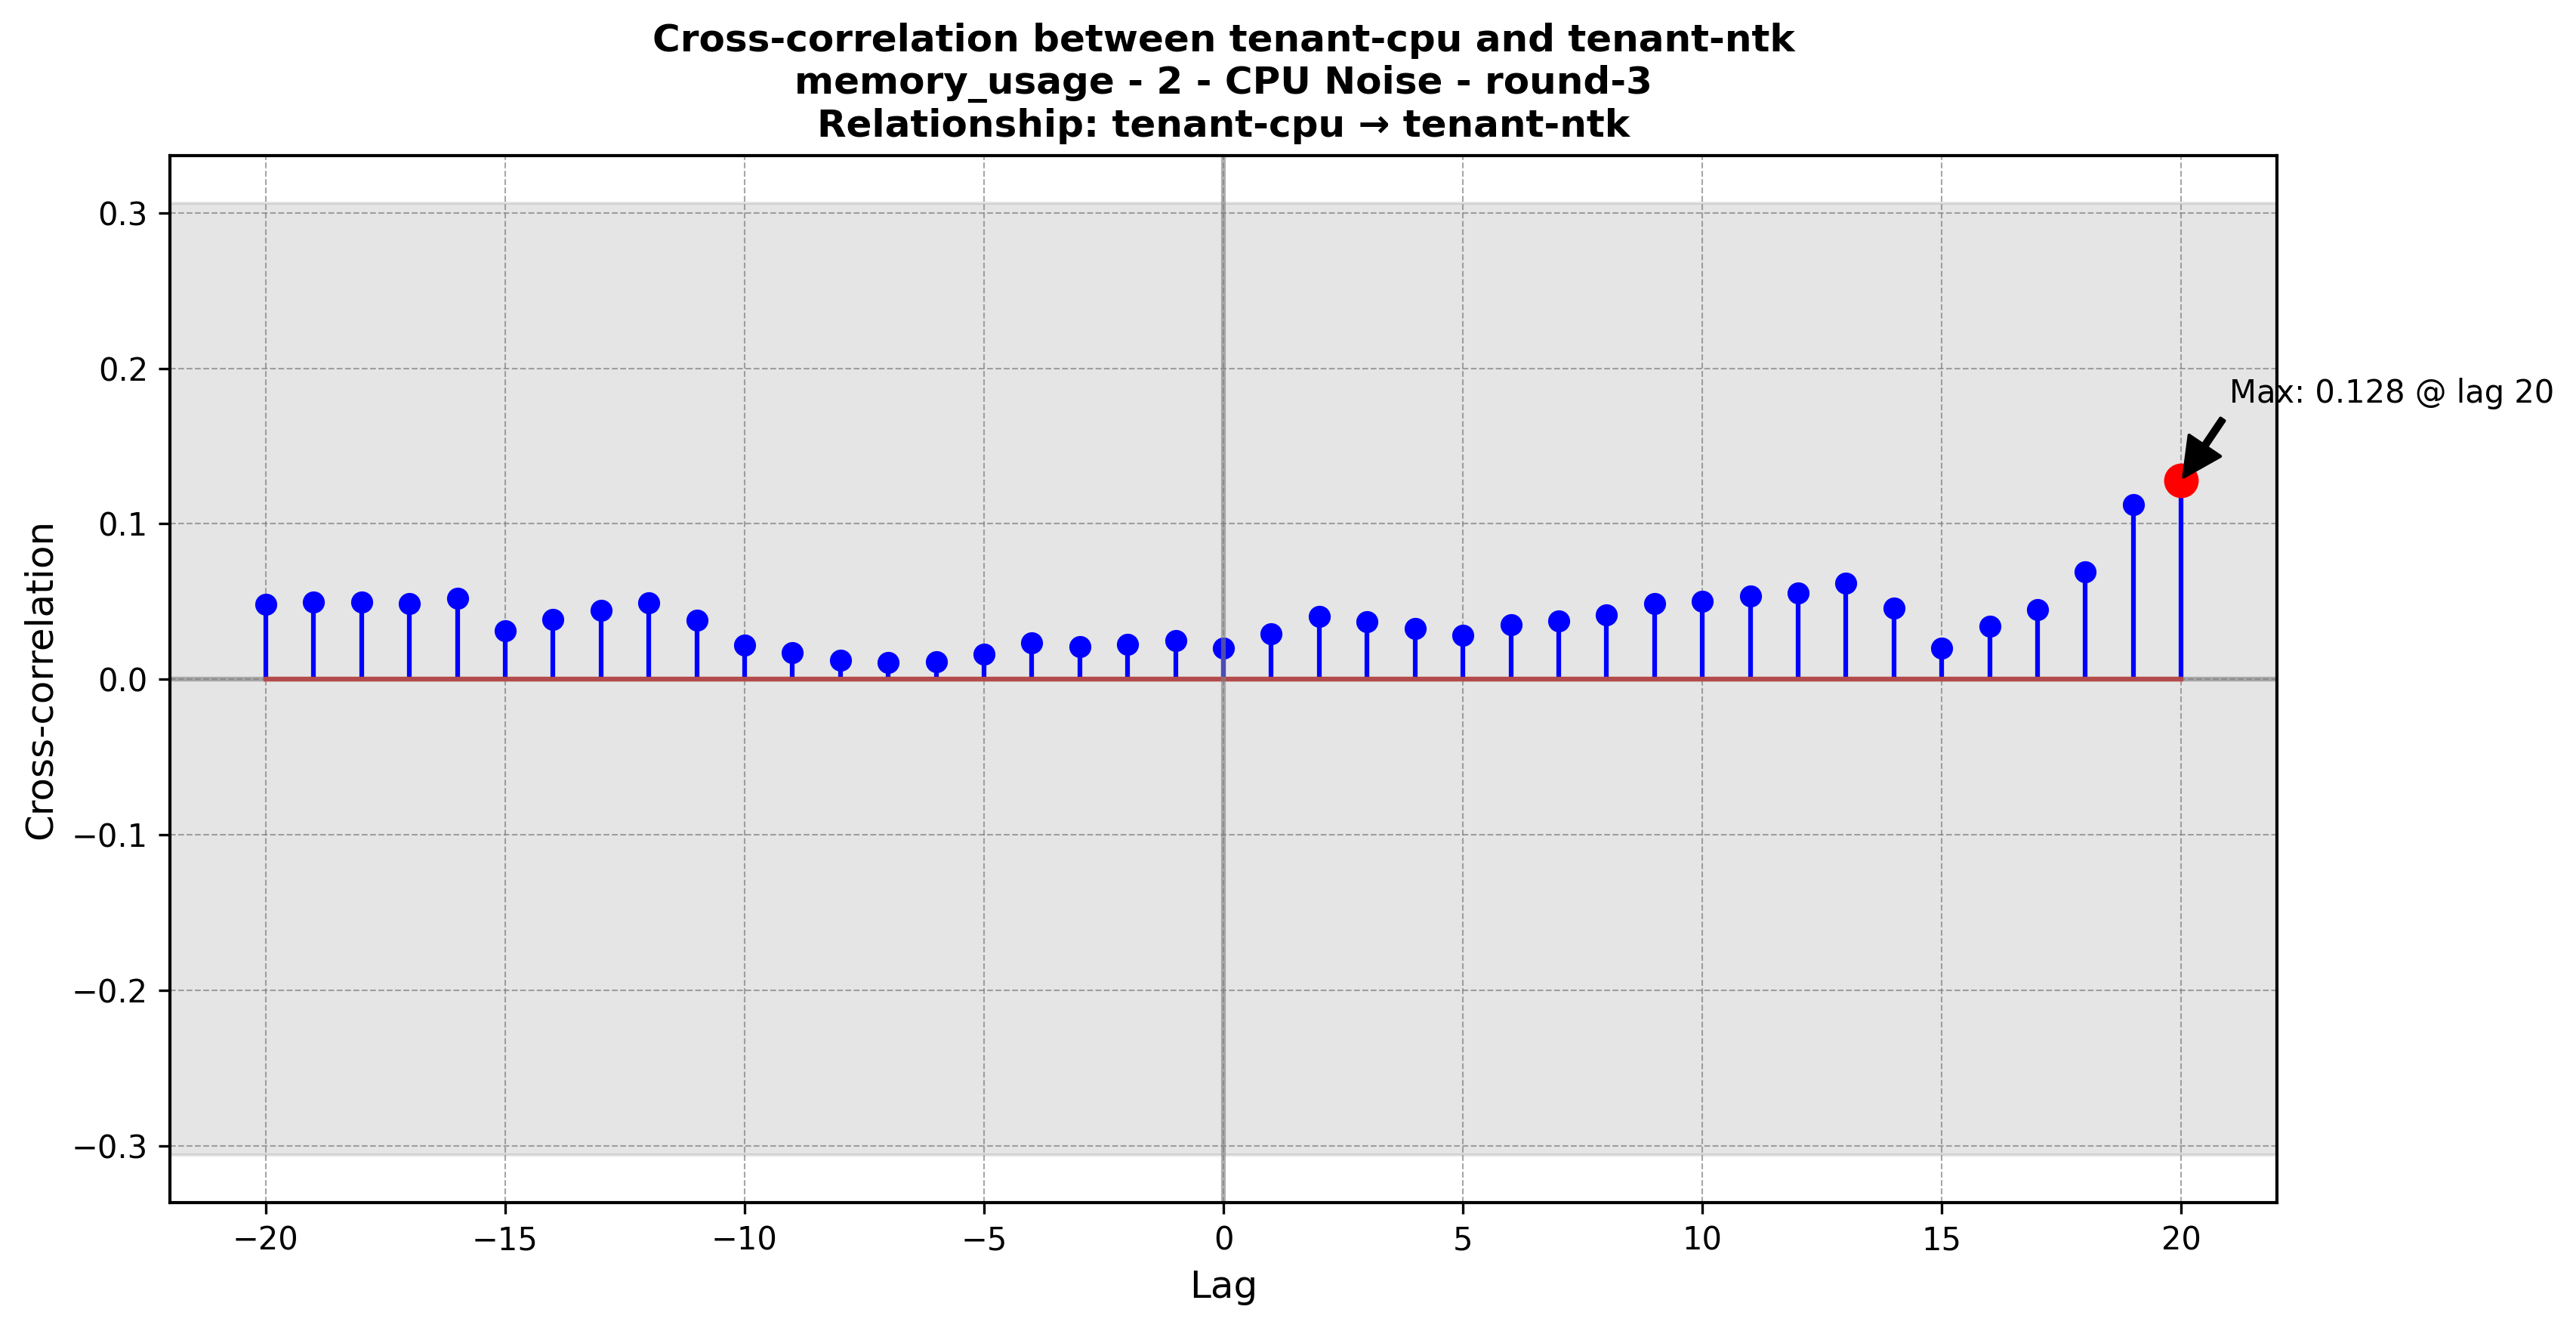 Cross-correlation between tenant-cpu and tenant-ntk
memory_usage - 2 - CPU Noise - round-3
Relationship: tenant-cpu → tenant-ntk
0.3
0.2
Max: 0.128 @ lag 20
0.1
0.0
−0.1
−0.2
−0.3
Cross-correlation
−20 −15 −10 −5 0 5 10 15 20
Lag